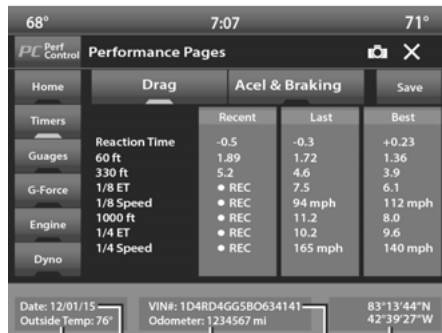 68° 7:07 71°
PC Perf Control Performance Pages
Home Drag Acel & Braking Save
Timers Recent Last Best
Reaction Time -0.5 -0.3 +0.23
60 ft 1.89 1.72 1.36
Guages 330 ft 5.2 4.6 3.9
1/8 ET REC 7.5 6.1
G-Force 1/8 Speed REC 94 mph 112 mph
1000 ft REC 11.2 8.0
Engine 1/4 ET REC 10.2 9.6
1/4 Speed REC 165 mph 140 mph
Dyno
Date: 12/01/15 VIN#: 1D4RD4GG5BO634141 83°13'44"N
Outside Temp: 76° Odometer: 1234567 mi 42°39'27"W